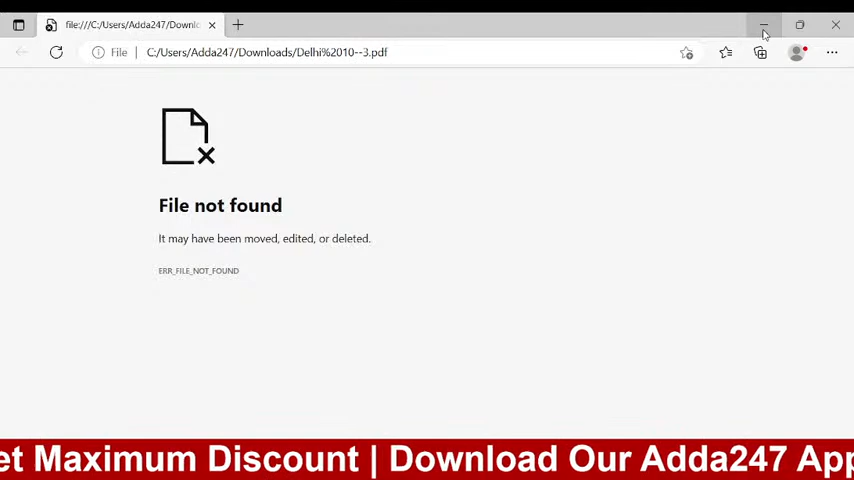 file:///C:/Users/Adda247/Downlo
File
C:/Users/Adda247/Downloads/Delhi%2010--3.pdf
File not found
It may have been moved, edited, or deleted.
ERR_FILE_NOT_FOUND
et Maximum Discount | Download Our Adda247 App